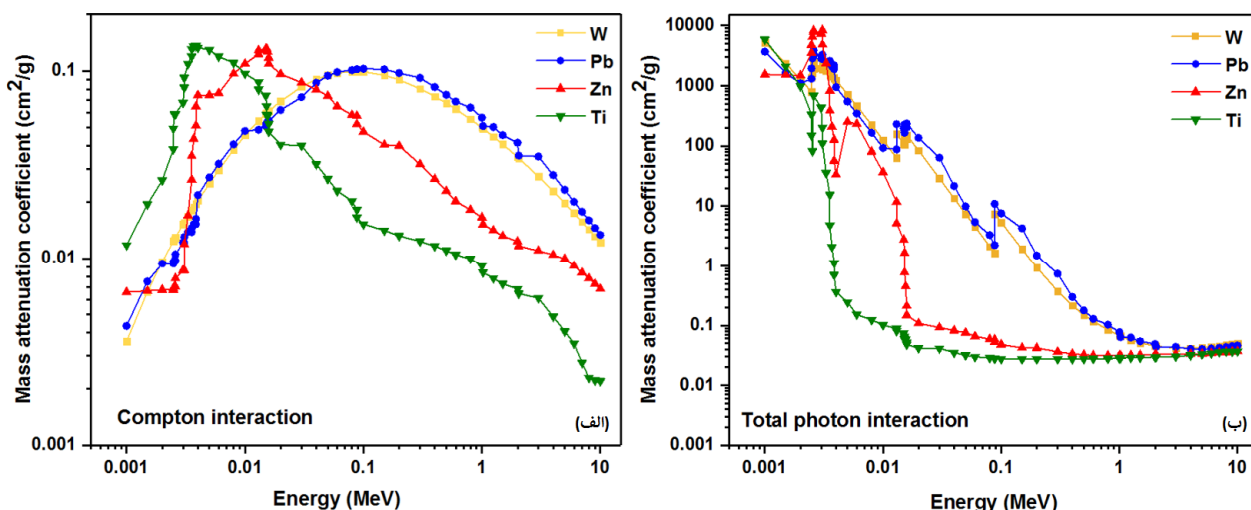 Mass attenuation coefficient (cm²/g)
0.1
0.01
0.001
W
Pb
Zn
Ti
Compton interaction
(الف)
0.001
0.01
0.1
1
10
Energy (MeV)
Mass attenuation coefficient (cm²/g)
10000
1000
100
10
1
0.1
0.01
0.001
W
Pb
Zn
Ti
Total photon interaction
(ب)
0.001
0.01
0.1
1
10
Energy (MeV)